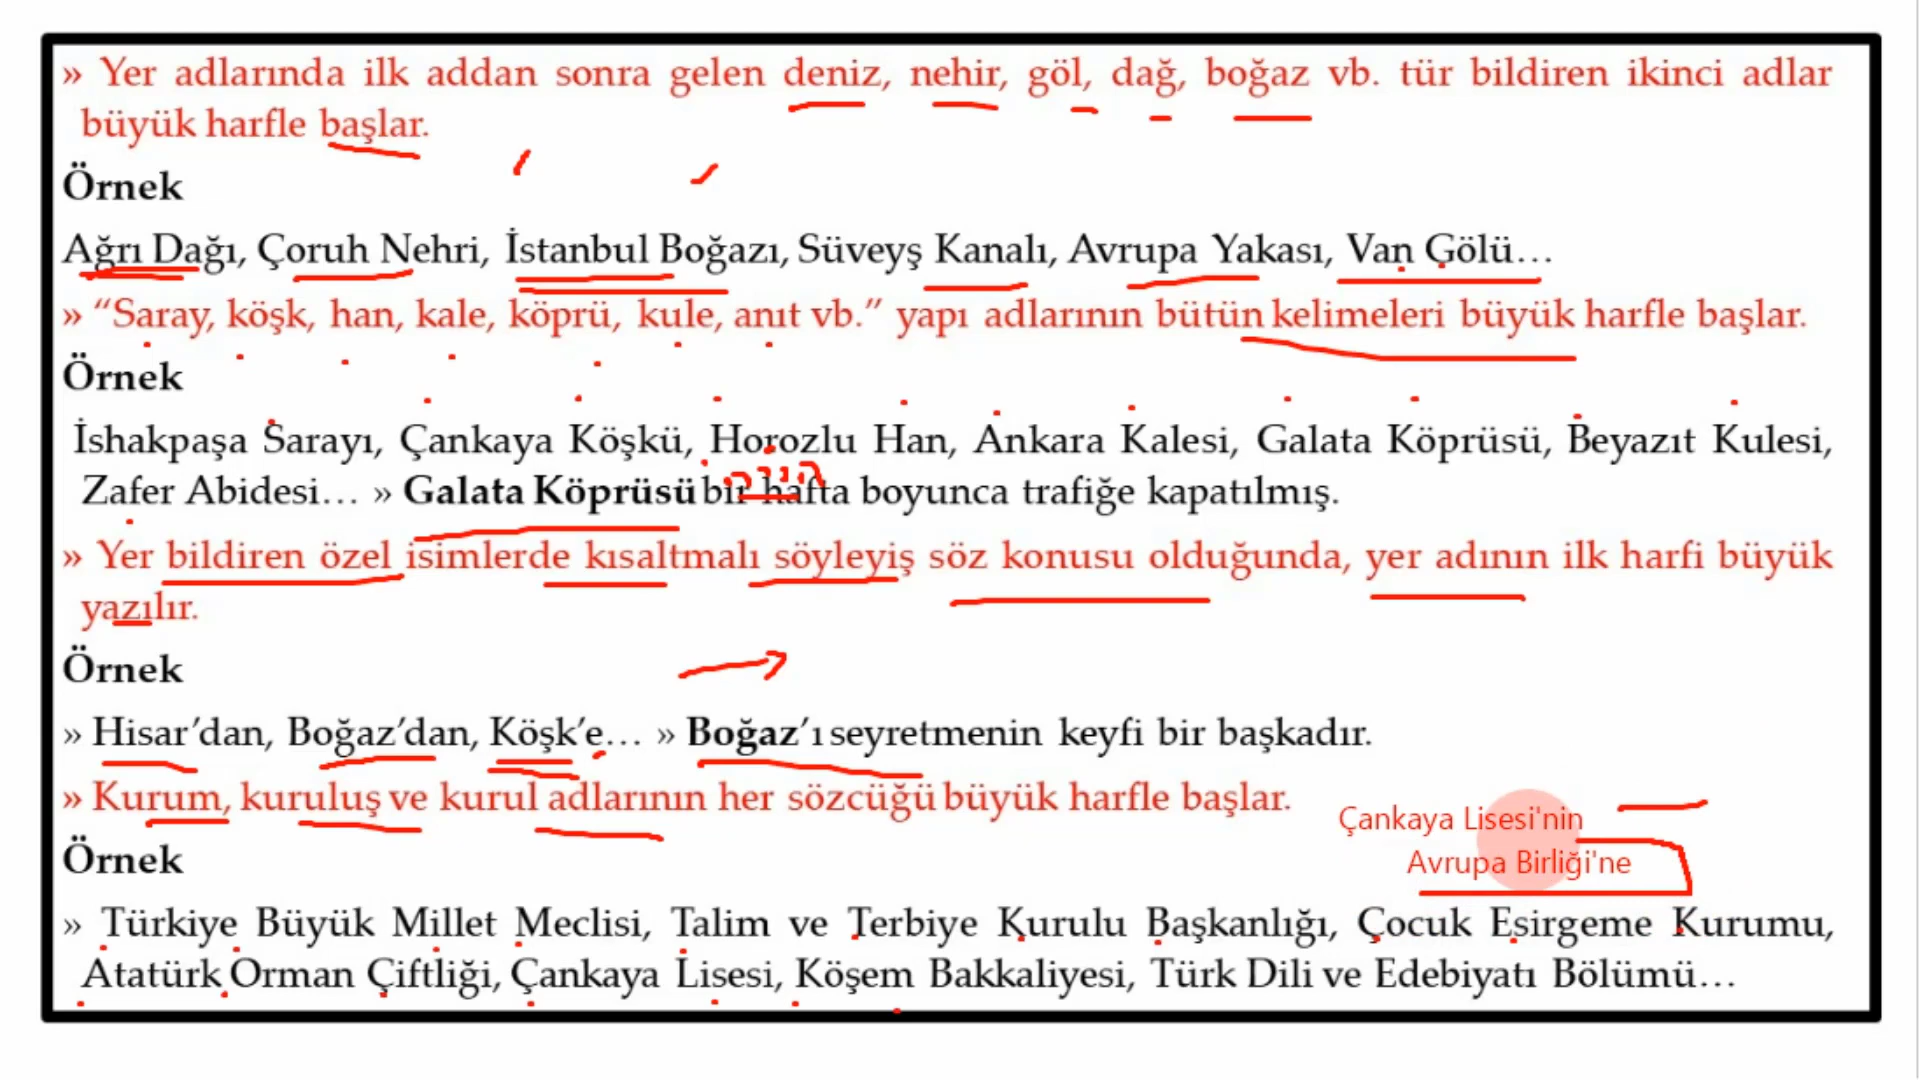 » Yer adlarında ilk addan sonra gelen deniz, nehir, göl, dağ, boğaz vb. tür bildiren ikinci adlar
büyük harfle başlar.
Örnek
Ağrı Dağı, Çoruh Nehri, İstanbul Boğazı, Süveyş Kanalı, Avrupa Yakası, Van Gölü…
» “Saray, köşk, han, kale, köprü, kule, anıt vb.” yapı adlarının bütün kelimeleri büyük harfle başlar.
Örnek
İshakpaşa Sarayı, Çankaya Köşkü, Horozlu Han, Ankara Kalesi, Galata Köprüsü, Beyazıt Kulesi,
Zafer Abidesi… » Galata Köprüsü bir hafta boyunca trafiğe kapatılmış.
» Yer bildiren özel isimlerde kısaltmalı söyleyiş söz konusu olduğunda, yer adının ilk harfi büyük
yazılır.
Örnek
» Hisar’dan, Boğaz’dan, Köşk’e… » Boğaz’ı seyretmenin keyfi bir başkadır.
» Kurum, kuruluş ve kurul adlarının her sözcüğü büyük harfle başlar.
Çankaya Lisesi'nin
Örnek
Avrupa Birliği'ne
» Türkiye Büyük Millet Meclisi, Talim ve Terbiye Kurulu Başkanlığı, Çocuk Esirgeme Kurumu,
Atatürk Orman Çiftliği, Çankaya Lisesi, Köşem Bakkaliyesi, Türk Dili ve Edebiyatı Bölümü…